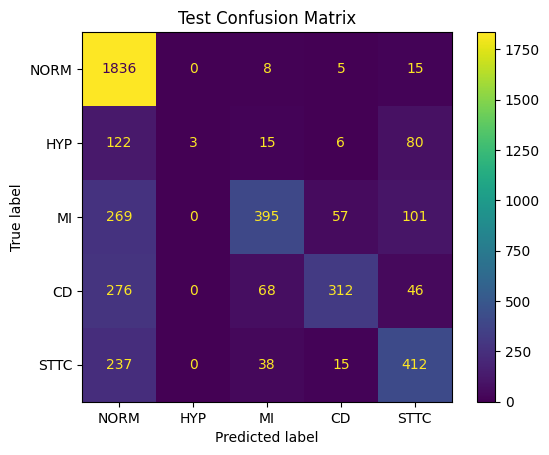 Test Confusion Matrix
NORM 1836 0 8 5 15
HYP 122 3 15 6 80
MI 269 0 395 57 101
CD 276 0 68 312 46
STTC 237 0 38 15 412
NORM HYP MI CD STTC
Predicted label
True label
1750
1500
1250
1000
750
500
250
0